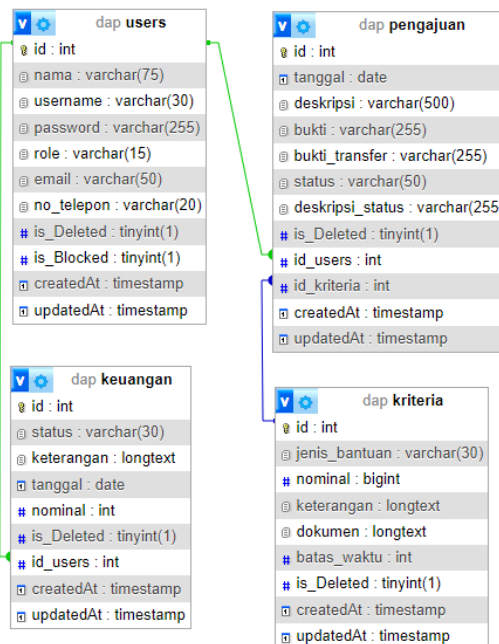 dap users
id : int
nama : varchar(75)
username : varchar(30)
password : varchar(255)
role : varchar(15)
email : varchar(50)
no_telepon : varchar(20)
# is_Deleted : tinyint(1)
# is_Blocked : tinyint(1)
createdAt : timestamp
updatedAt : timestamp
dap pengajuan
id : int
tanggal : date
deskripsi : varchar(500)
bukti : varchar(255)
bukti_transfer : varchar(255)
status : varchar(50)
deskripsi_status : varchar(255
# is_Deleted : tinyint(1)
# id_users : int
# id_kriteria : int
createdAt : timestamp
updatedAt : timestamp
dap keuangan
id : int
status : varchar(30)
keterangan : longtext
tanggal : date
# nominal : int
# is_Deleted : tinyint(1)
# id_users : int
createdAt : timestamp
updatedAt : timestamp
dap kriteria
id : int
jenis_bantuan : varchar(30)
# nominal : bigint
keterangan : longtext
dokumen : longtext
# batas_waktu : int
# is_Deleted : tinyint(1)
createdAt : timestamp
updatedAt : timestamp